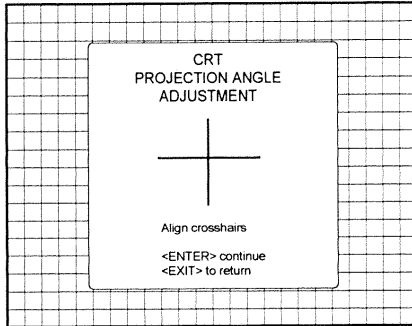 CRT
PROJECTION ANGLE
ADJUSTMENT
Align crosshairs
<ENTER> continue
<EXIT> to return